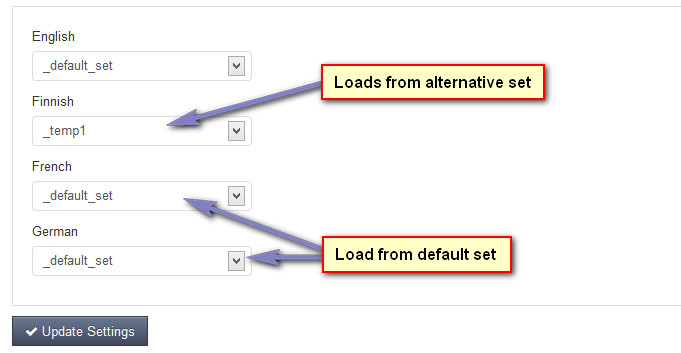 English
_default_set
Loads from alternative set
Finnish
_temp1
French
_default_set
German
_default_set
Load from default set
Update Settings